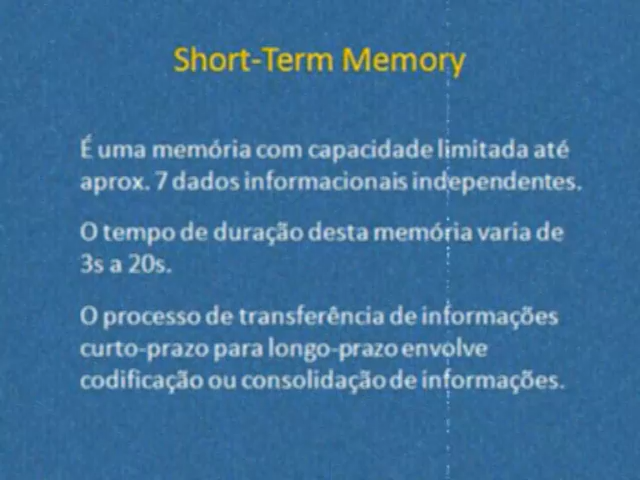 Short-Term Memory
É uma memória com capacidade limitada até
aprox. 7 dados informacionais independentes.
O tempo de duração desta memória varia de
3s a 20s.
O processo de transferência de informações
curto-prazo para longo-prazo envolve
codificação ou consolidação de informações.